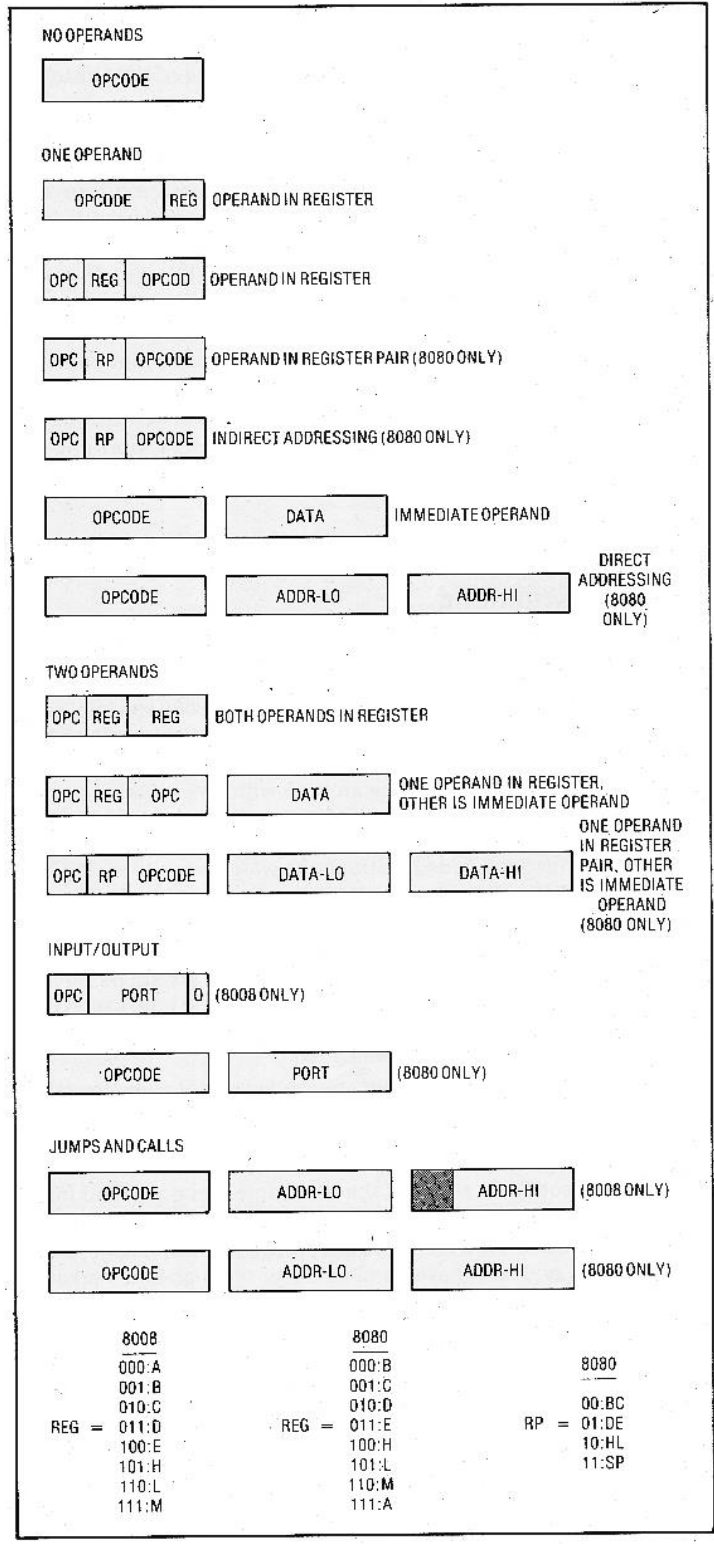 NO OPERANDS
OPCODE
ONE OPERAND
OPCODE REG OPERAND IN REGISTER
OPC REG OPCOD OPERAND IN REGISTER
OPC RP OPCODE OPERAND IN REGISTER PAIR (8080 ONLY)
OPC RP OPCODE INDIRECT ADDRESSING (8080 ONLY)
OPCODE DATA IMMEDIATE OPERAND
OPCODE ADDR-LO ADDR-HI DIRECT
ADDRESSING
(8080
ONLY)
TWO OPERANDS
OPC REG REG BOTH OPERANDS IN REGISTER
OPC REG OPC DATA ONE OPERAND IN REGISTER,
OTHER IS IMMEDIATE OPERAND
OPC RP OPCODE DATA-LO DATA-HI ONE OPERAND
IN REGISTER
PAIR, OTHER
IS IMMEDIATE
OPERAND
(8080 ONLY)
INPUT/OUTPUT
OPC PORT 0 (8008 ONLY)
OPCODE PORT (8080 ONLY)
JUMPS AND CALLS
OPCODE ADDR-LO ADDR-HI (8008 ONLY)
OPCODE ADDR-LO ADDR-HI (8080 ONLY)
8008
000:A
001:B
010:C
REG = 011:D
100:E
101:H
110:L
111:M
8080
000:B
001:C
010:D
REG = 011:E
100:H
101:L
110:M
111:A
8080
00:BC
RP = 01:DE
10:HL
11:SP